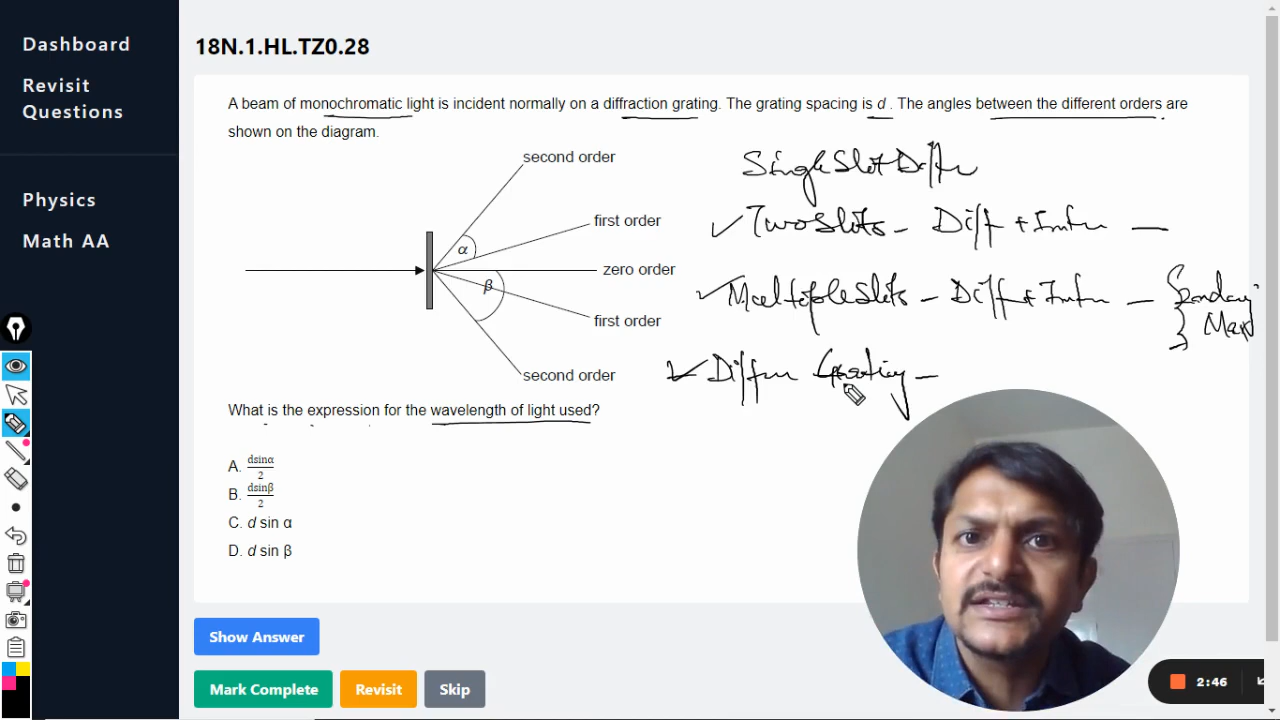 Dashboard
Revisit
Questions
Physics
Math AA
18N.1.HL.TZ0.28
A beam of monochromatic light is incident normally on a diffraction grating. The grating spacing is d . The angles between the different orders are
shown on the diagram.
second order
first order
α
zero order
β
first order
second order
Single Slit Diffr
Two Slits - Diff + Intfr —
Multiple Slits - Diff + Intfr —
Max
Diffrn Grating —
What is the expression for the wavelength of light used?
A. dsinα/2
B. dsinβ/2
C. d sin α
D. d sin β
Show Answer
Mark Complete
Revisit
Skip
2:46